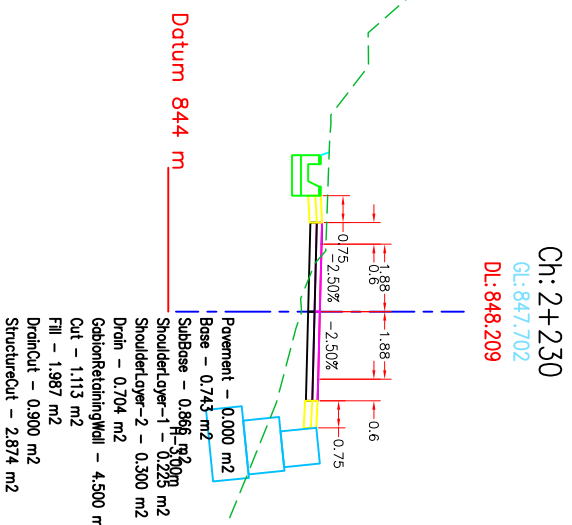 Ch: 2+230
GL: 847.702
DL: 848.209
1.88
1.88
0.6
0.6
0.75
0.75
-2.50%
-2.50%
Datum 844 m
H=3.00m
Pavement - 0.000 m2
Base - 0.743 m2
SubBase - 0.866 m2
ShoulderLayer-1 - 0.225 m2
ShoulderLayer-2 - 0.300 m2
Drain - 0.704 m2
GabionRetainingWall - 4.500 m
Cut - 1.113 m2
Fill - 1.987 m2
DrainCut - 0.900 m2
StructureCut - 2.874 m2